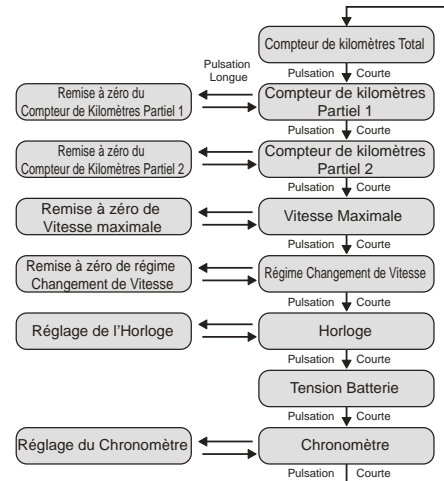 Compteur de kilomètres Total
Pulsation
Longue
Pulsation Courte
Remise à zéro du
Compteur de Kilomètres Partiel 1
Compteur de kilomètres
Partiel 1
Pulsation Courte
Remise à zéro du
Compteur de Kilomètres Partiel 2
Compteur de kilomètres
Partiel 2
Pulsation Courte
Remise à zéro de
Vitesse maximale
Vitesse Maximale
Pulsation Courte
Remise à zéro de régime
Changement de Vitesse
Régime Changement de Vitesse
Pulsation Courte
Réglage de l'Horloge
Horloge
Pulsation Courte
Tension Batterie
Pulsation Courte
Réglage du Chronomètre
Chronomètre
Pulsation Courte